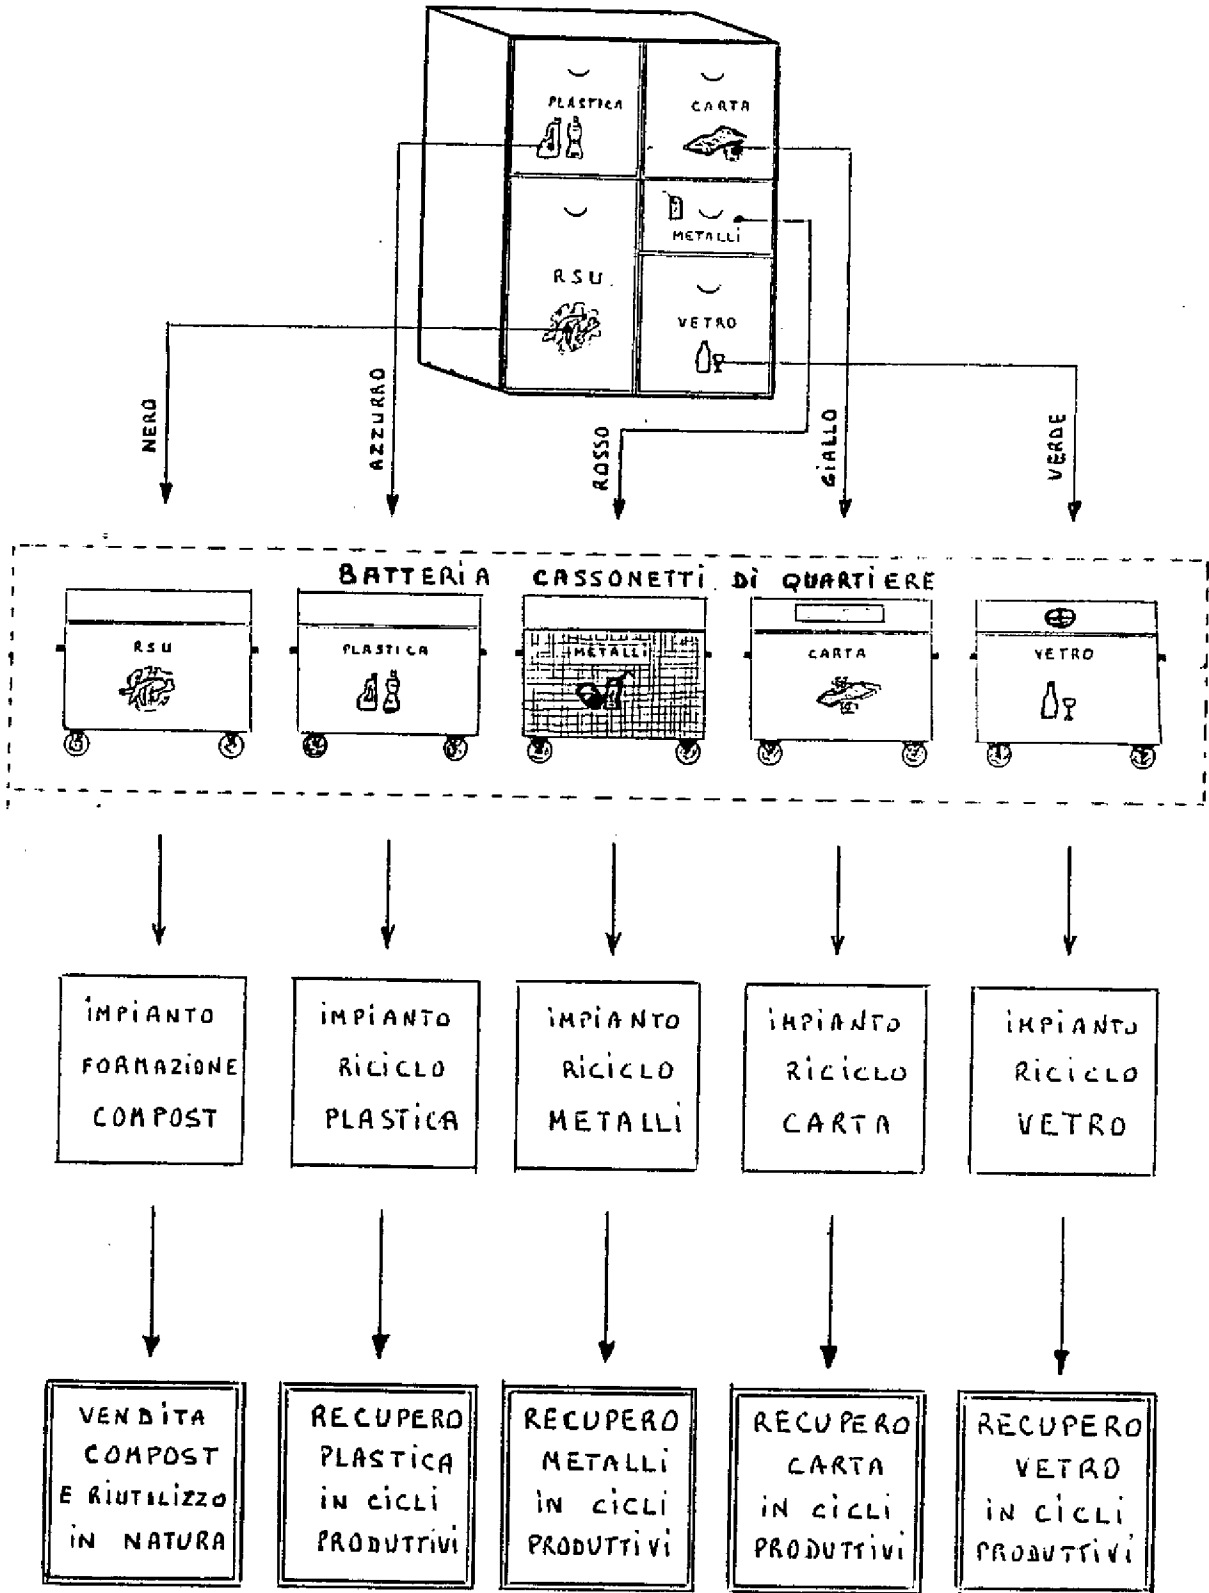 PLASTICA
CARTA
METALLI
RSU
VETRO
NERO
AZZURRO
ROSSO
GIALLO
VERDE
BATTERIA CASSONETTI DI QUARTIERE
RSU
PLASTICA
METALLI
CARTA
VETRO
IMPIANTO
FORMAZIONE
COMPOST
IMPIANTO
RICICLO
PLASTICA
IMPIANTO
RICICLO
METALLI
IMPIANTO
RICICLO
CARTA
IMPIANTO
RICICLO
VETRO
VENDITA
COMPOST
E RIUTILIZZO
IN NATURA
RECUPERO
PLASTICA
IN CICLI
PRODUTTIVI
RECUPERO
METALLI
IN CICLI
PRODUTTIVI
RECUPERO
CARTA
IN CICLI
PRODUTTIVI
RECUPERO
VETRO
IN CICLI
PRODUTTIVI